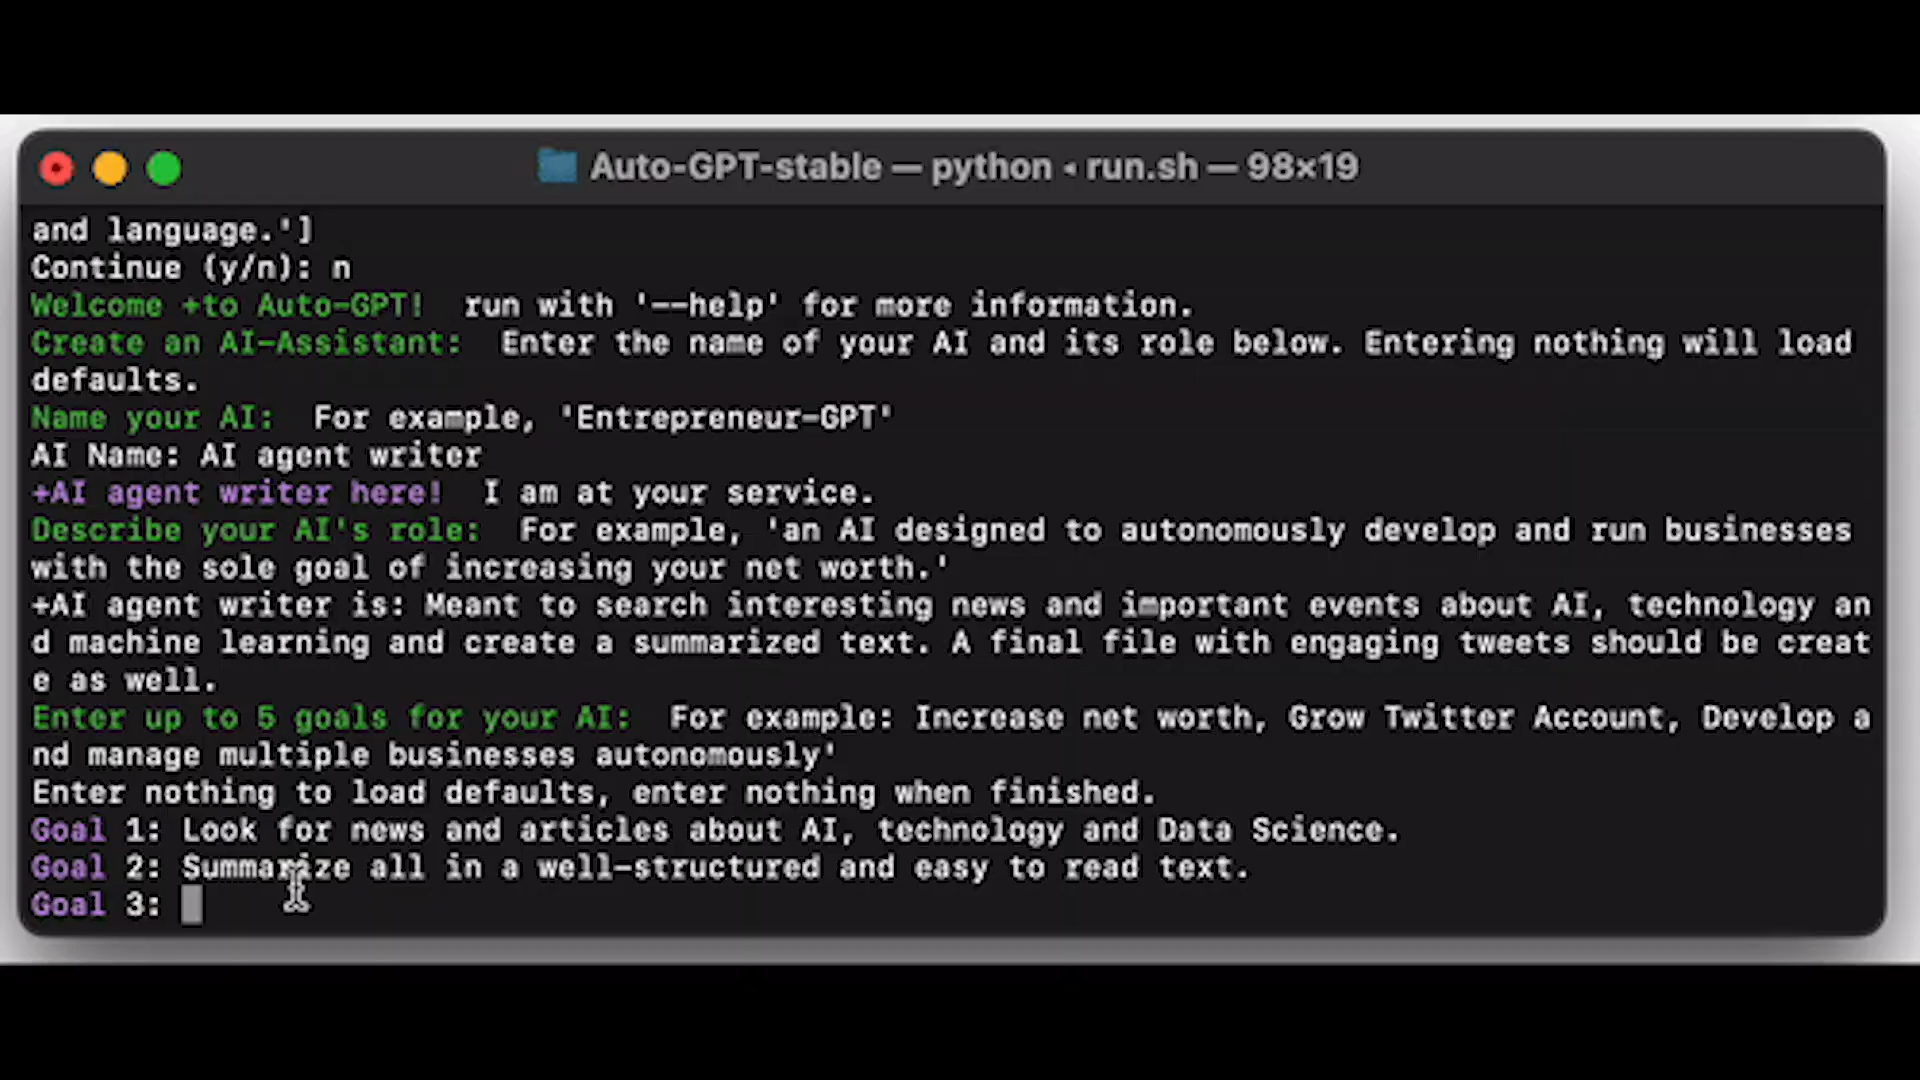 Auto-GPT-stable — python ◂ run.sh — 98×19
and language.']
Continue (y/n): n
Welcome +to Auto-GPT!  run with '--help' for more information.
Create an AI-Assistant:  Enter the name of your AI and its role below. Entering nothing will load
defaults.
Name your AI:  For example, 'Entrepreneur-GPT'
AI Name: AI agent writer
+AI agent writer here!  I am at your service.
Describe your AI's role:  For example, 'an AI designed to autonomously develop and run businesses
with the sole goal of increasing your net worth.'
+AI agent writer is: Meant to search interesting news and important events about AI, technology an
d machine learning and create a summarized text. A final file with engaging tweets should be creat
e as well.
Enter up to 5 goals for your AI:  For example: Increase net worth, Grow Twitter Account, Develop a
nd manage multiple businesses autonomously'
Enter nothing to load defaults, enter nothing when finished.
Goal 1: Look for news and articles about AI, technology and Data Science.
Goal 2: Summarize all in a well-structured and easy to read text.
Goal 3: